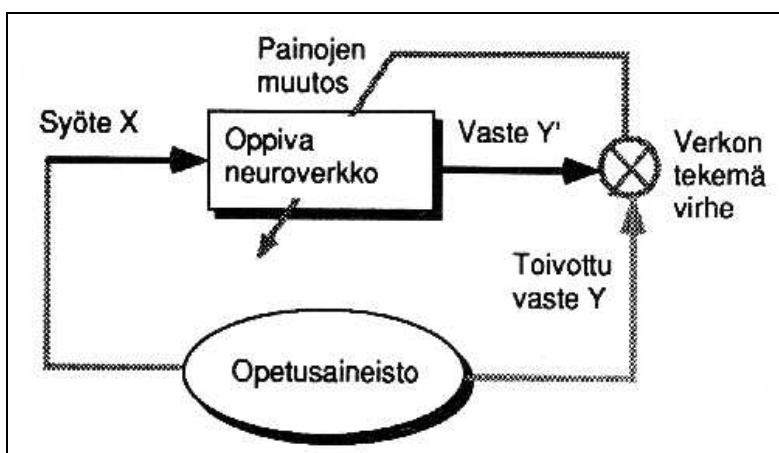 Painojen
muutos
Syöte X
Oppiva
neuroverkko
Vaste Y'
Verkon
tekemä
virhe
Toivottu
vaste Y
Opetusaineisto